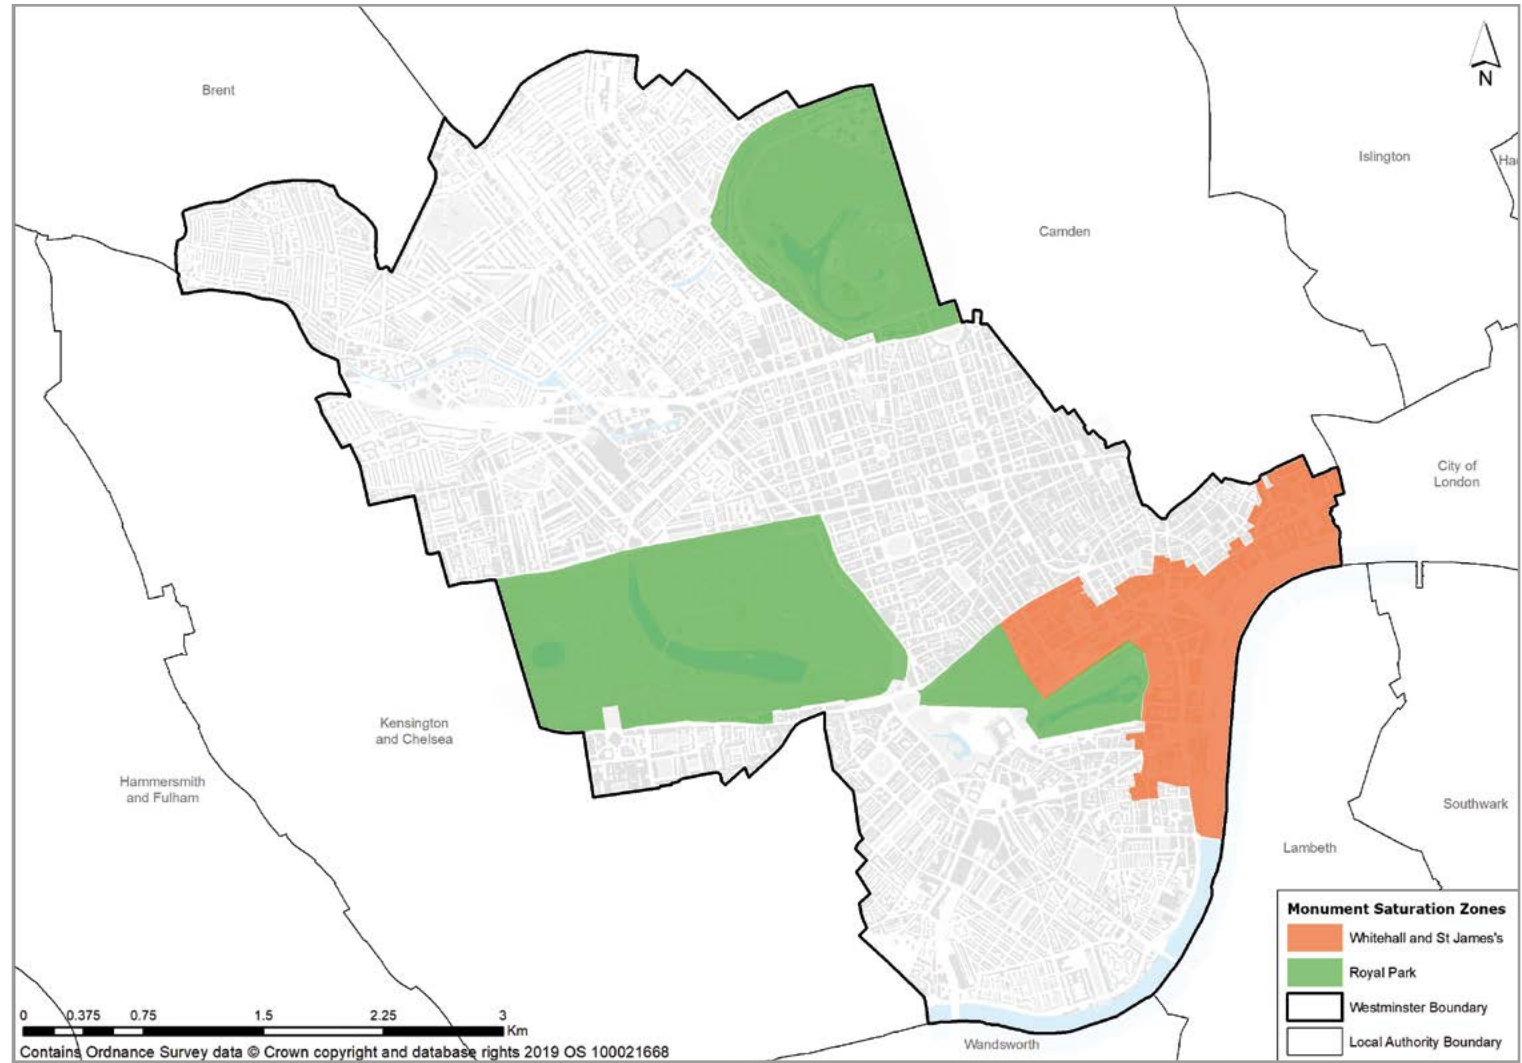 N
Brent
Islington
Ha
Camden
City of
London
Kensington
and Chelsea
Hammersmith
and Fulham
Southwark
Lambeth
Wandsworth
Monument Saturation Zones
Whitehall and St James's
Royal Park
Westminster Boundary
Local Authority Boundary
0 0.375 0.75 1.5 2.25 3
Km
Contains Ordnance Survey data © Crown copyright and database rights 2019 OS 100021668